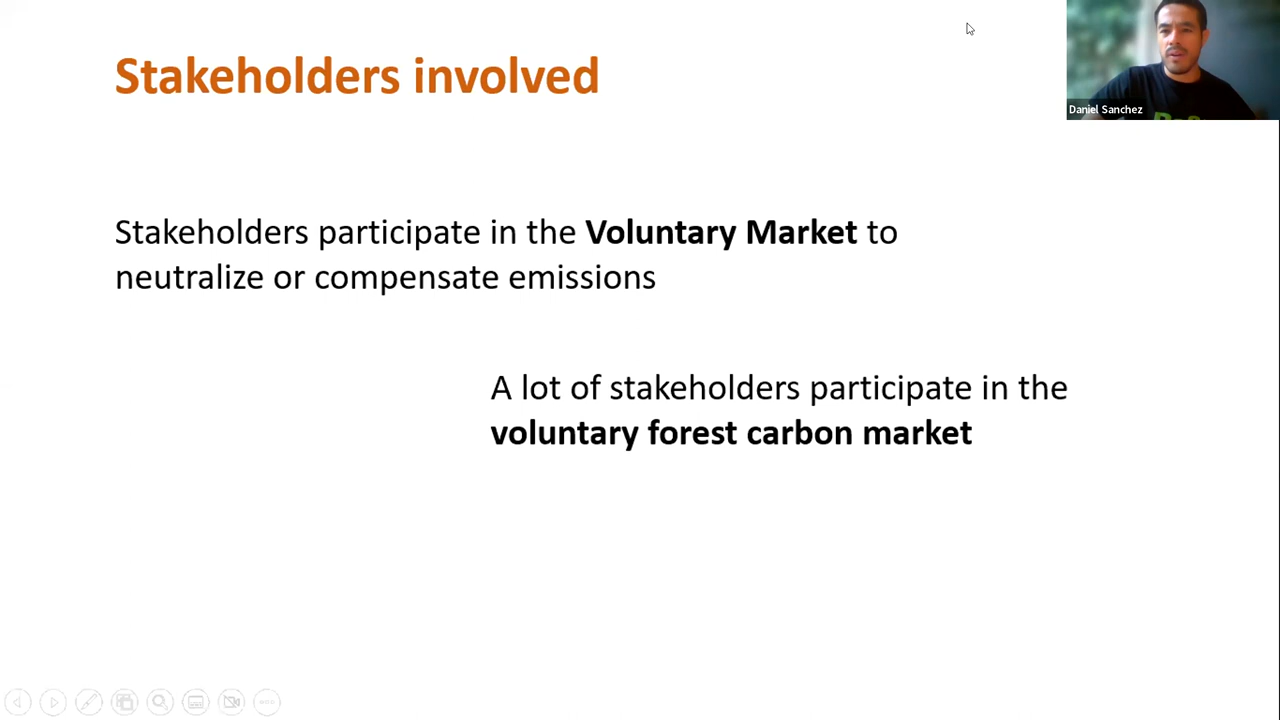 Stakeholders involved
Daniel Sanchez
Stakeholders participate in the Voluntary Market to
neutralize or compensate emissions
A lot of stakeholders participate in the
voluntary forest carbon market